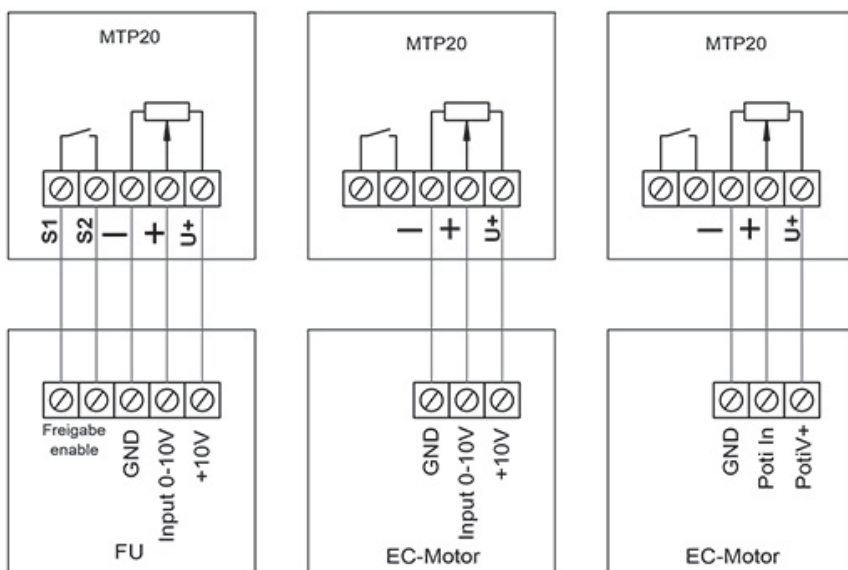 MTP20
S1 S2 — + U+
Freigabe
enable
GND
Input 0-10V
+10V
FU
MTP20
— + U+
GND
Input 0-10V
+10V
EC-Motor
MTP20
— + U+
GND
Poti In
PotiV+
EC-Motor